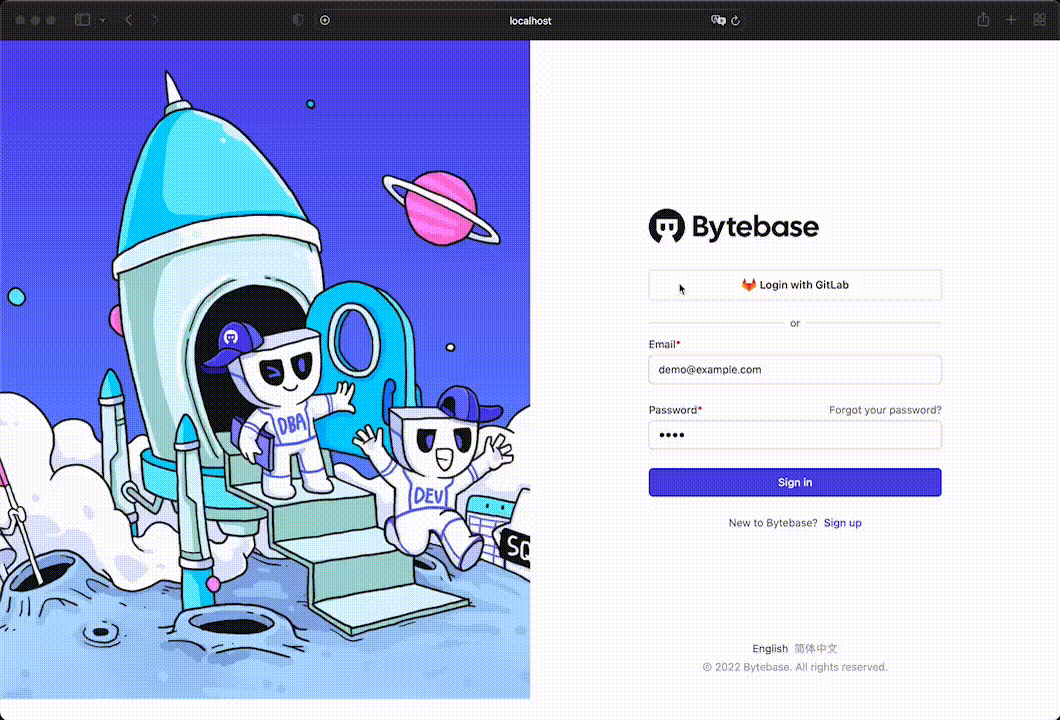 localhost
DBA
DEV
SQ
Bytebase
Login with GitLab
or
Email*
demo@example.com
Password* Forgot your password?
••••
Sign in
New to Bytebase? Sign up
English 简体中文
© 2022 Bytebase. All rights reserved.